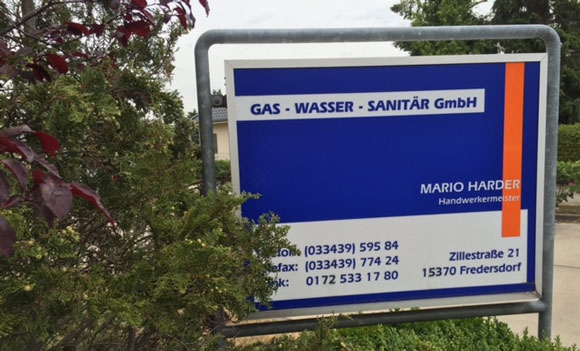 GAS - WASSER - SANITÄR GmbH
MARIO HARDER
Handwerkermeister
(033439) 595 84
(033439) 774 24
0172 533 17 80
Zillestraße 21
15370 Fredersdorf